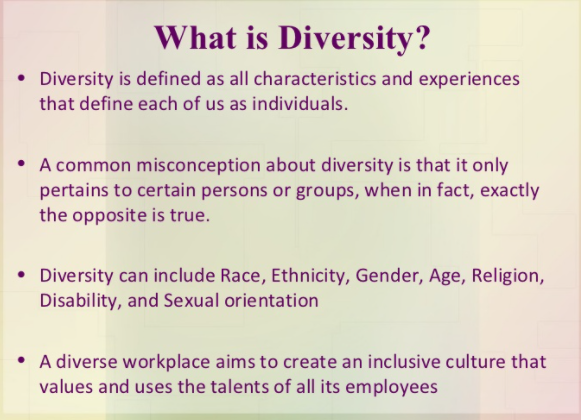 What is Diversity?
• Diversity is defined as all characteristics and experiences
that define each of us as individuals.
• A common misconception about diversity is that it only
pertains to certain persons or groups, when in fact, exactly
the opposite is true.
• Diversity can include Race, Ethnicity, Gender, Age, Religion,
Disability, and Sexual orientation
• A diverse workplace aims to create an inclusive culture that
values and uses the talents of all its employees